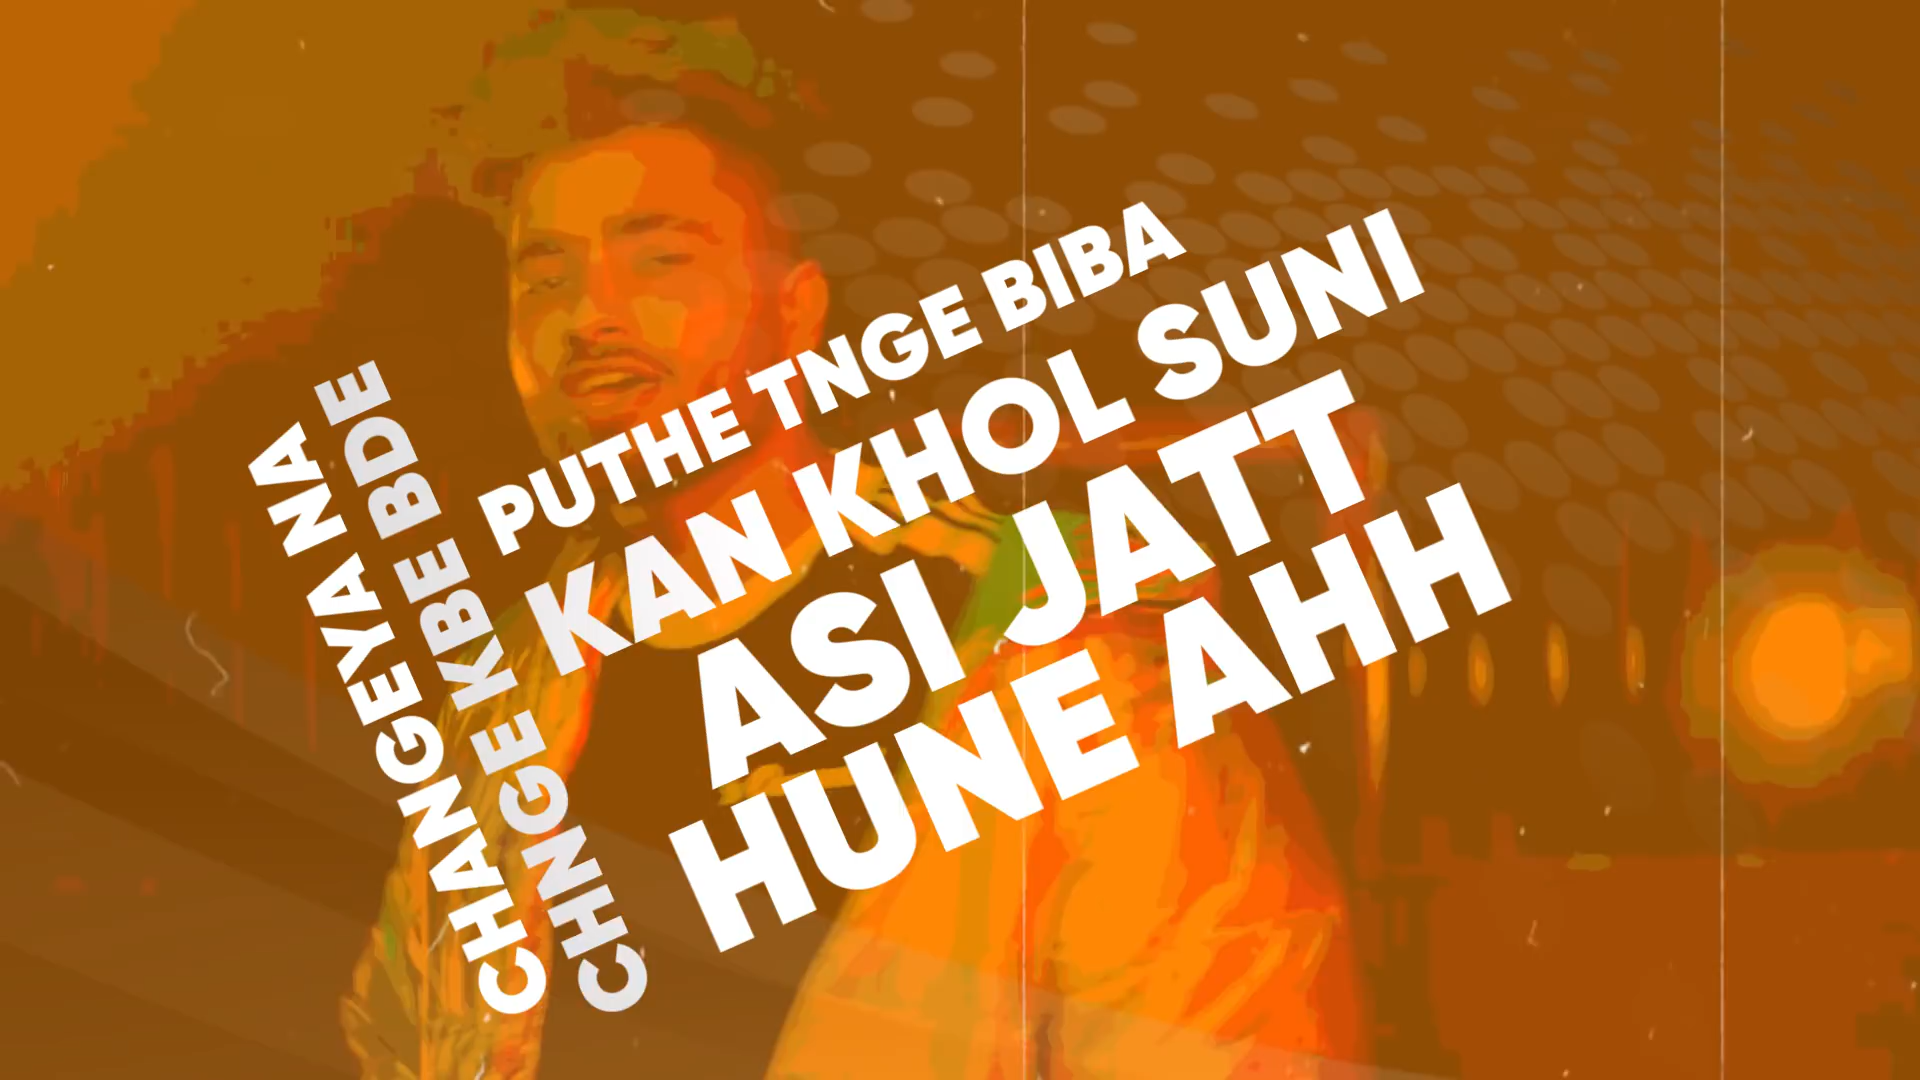 CHANGEYA NA
CHNGE KBE BDE
PUTHE TNGE BIBA
KAN KHOL SUNI
ASI JATT
HUNE AHH